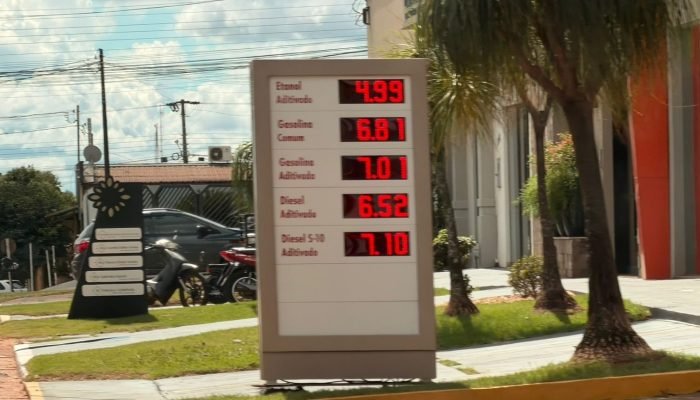 Etanol
Aditivado
4.99
Gasolina
Comum
6.81
Gasolina
Aditivada
7.01
Diesel
Aditivado
6.52
Diesel S-10
Aditivado
7.10